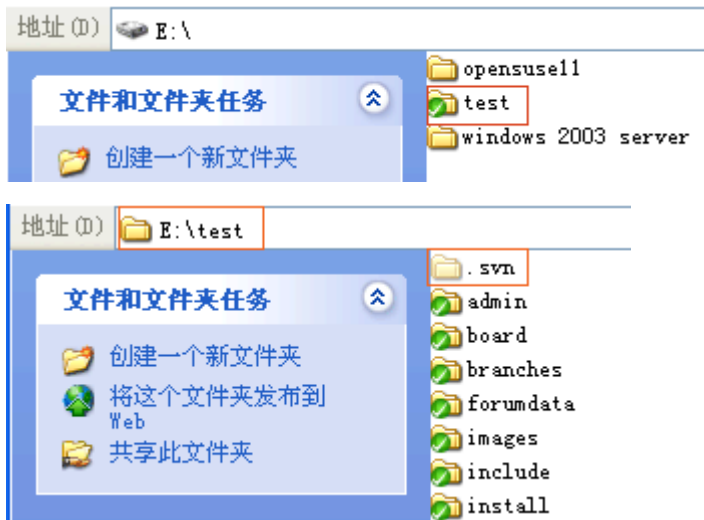 地址(D) E:\
opensuse11
文件和文件夹任务
test
windows 2003 server
创建一个新文件夹
地址(D) E:\test
.svn
文件和文件夹任务
admin
board
创建一个新文件夹
branches
将这个文件夹发布到
Web
forumdata
images
共享此文件夹
include
install